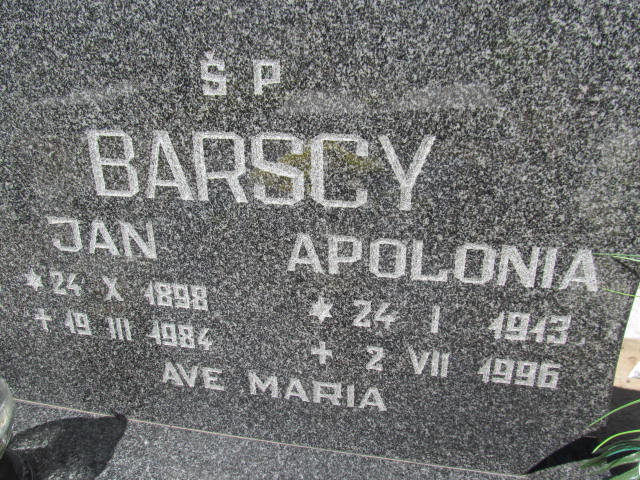 Ś P
BARSCY
JAN APOLONIA
* 24 X 1898 * 24 I 1913
+ 19 III 1984 + 2 VII 1996
AVE MARIA